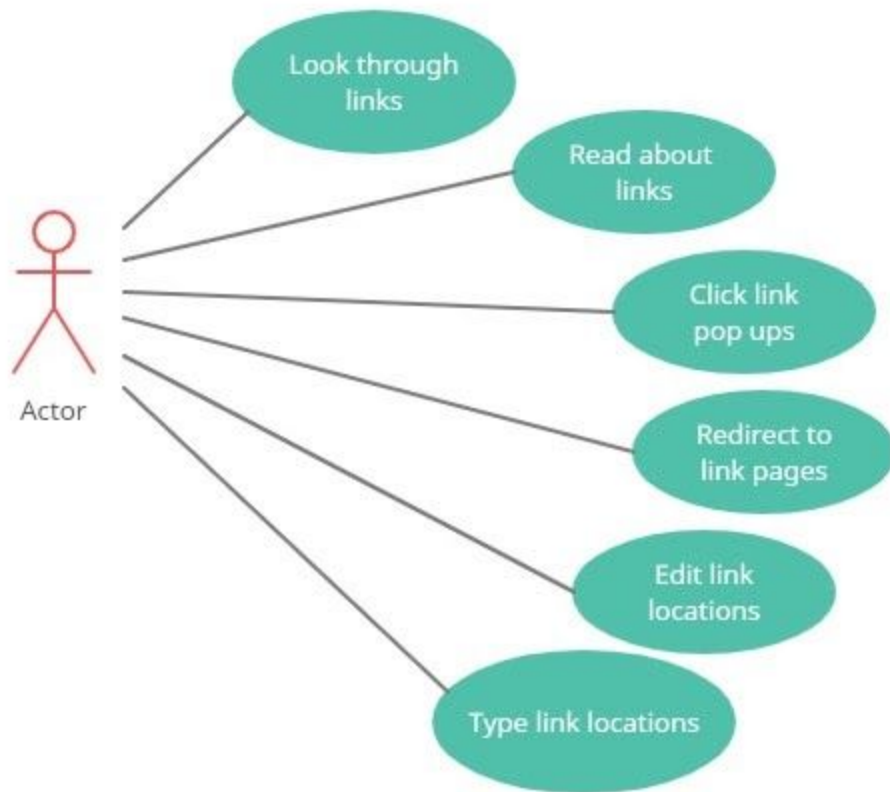 Look through
links
Read about
links
Click link
pop ups
Actor
Redirect to
link pages
Edit link
locations
Type link locations